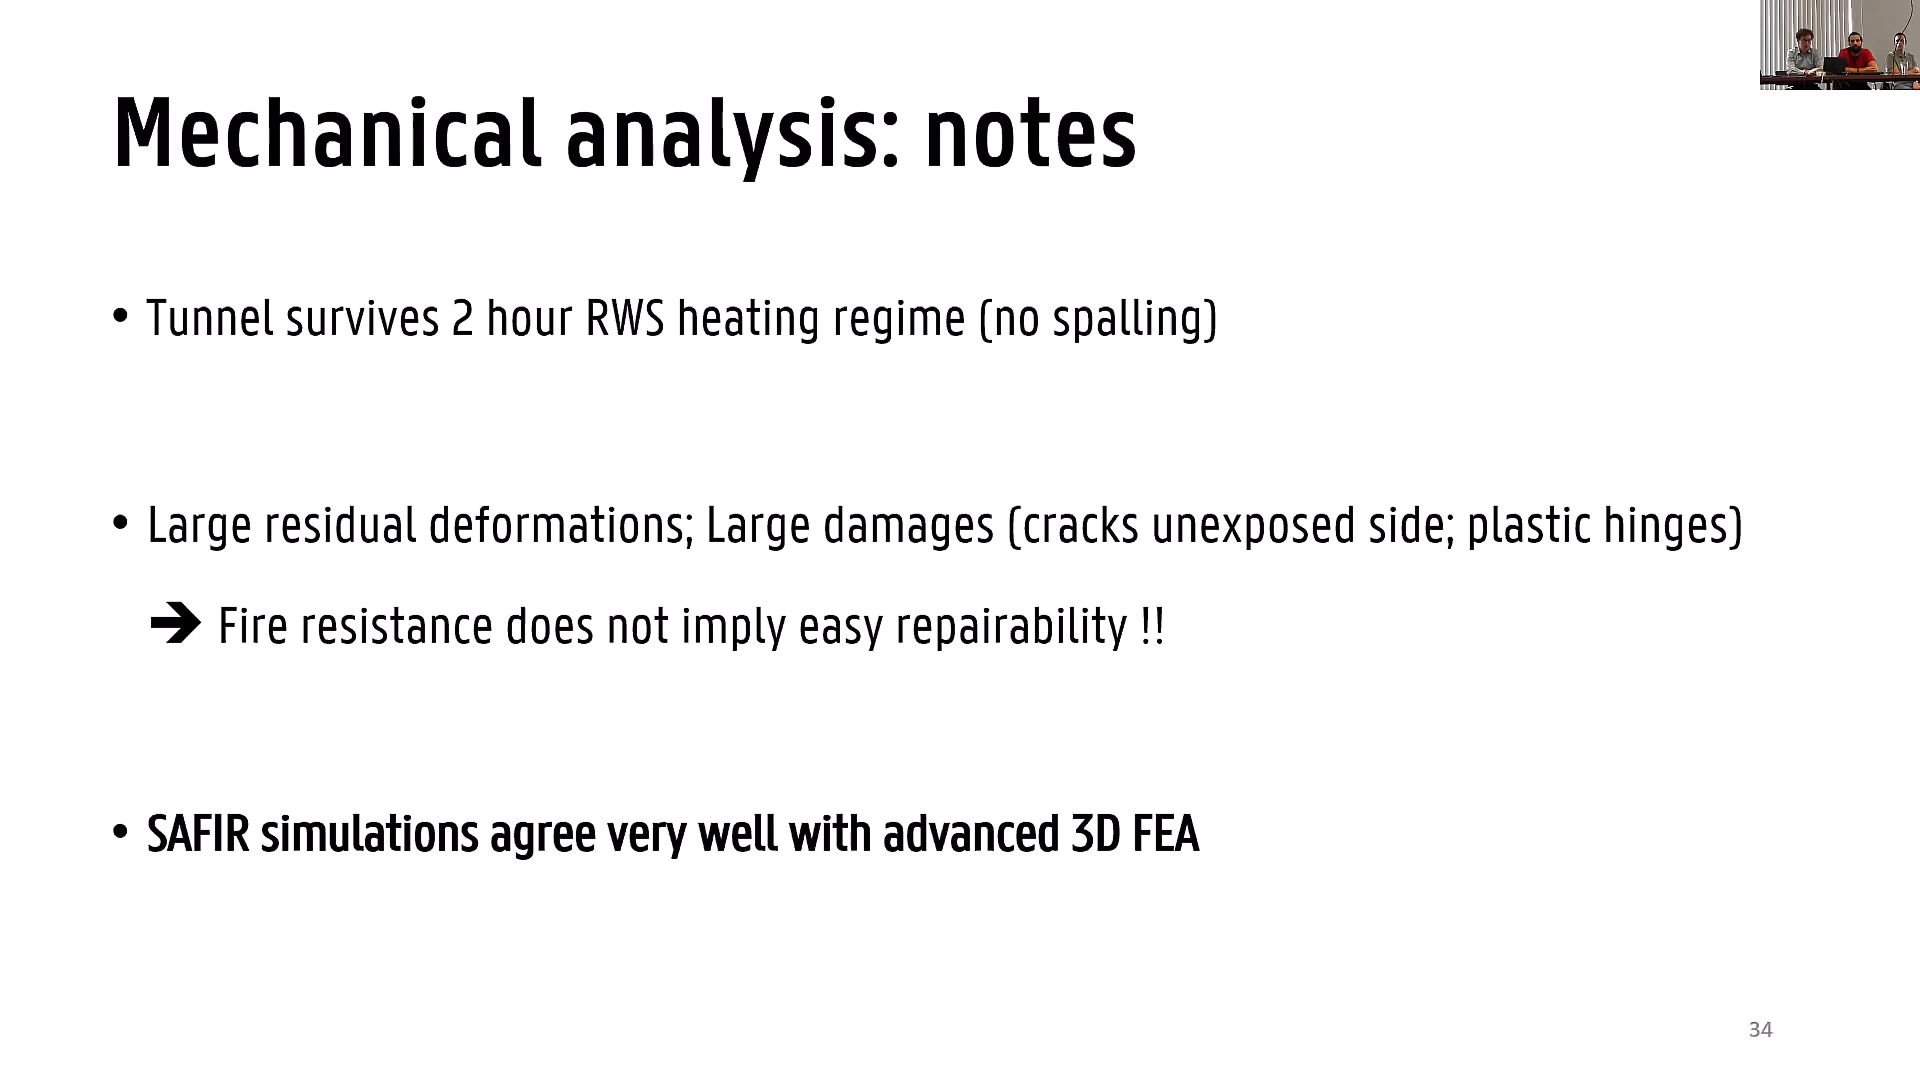 Mechanical analysis: notes
• Tunnel survives 2 hour RWS heating regime (no spalling)
• Large residual deformations; Large damages (cracks unexposed side; plastic hinges)
➔ Fire resistance does not imply easy repairability !!
• SAFIR simulations agree very well with advanced 3D FEA
34